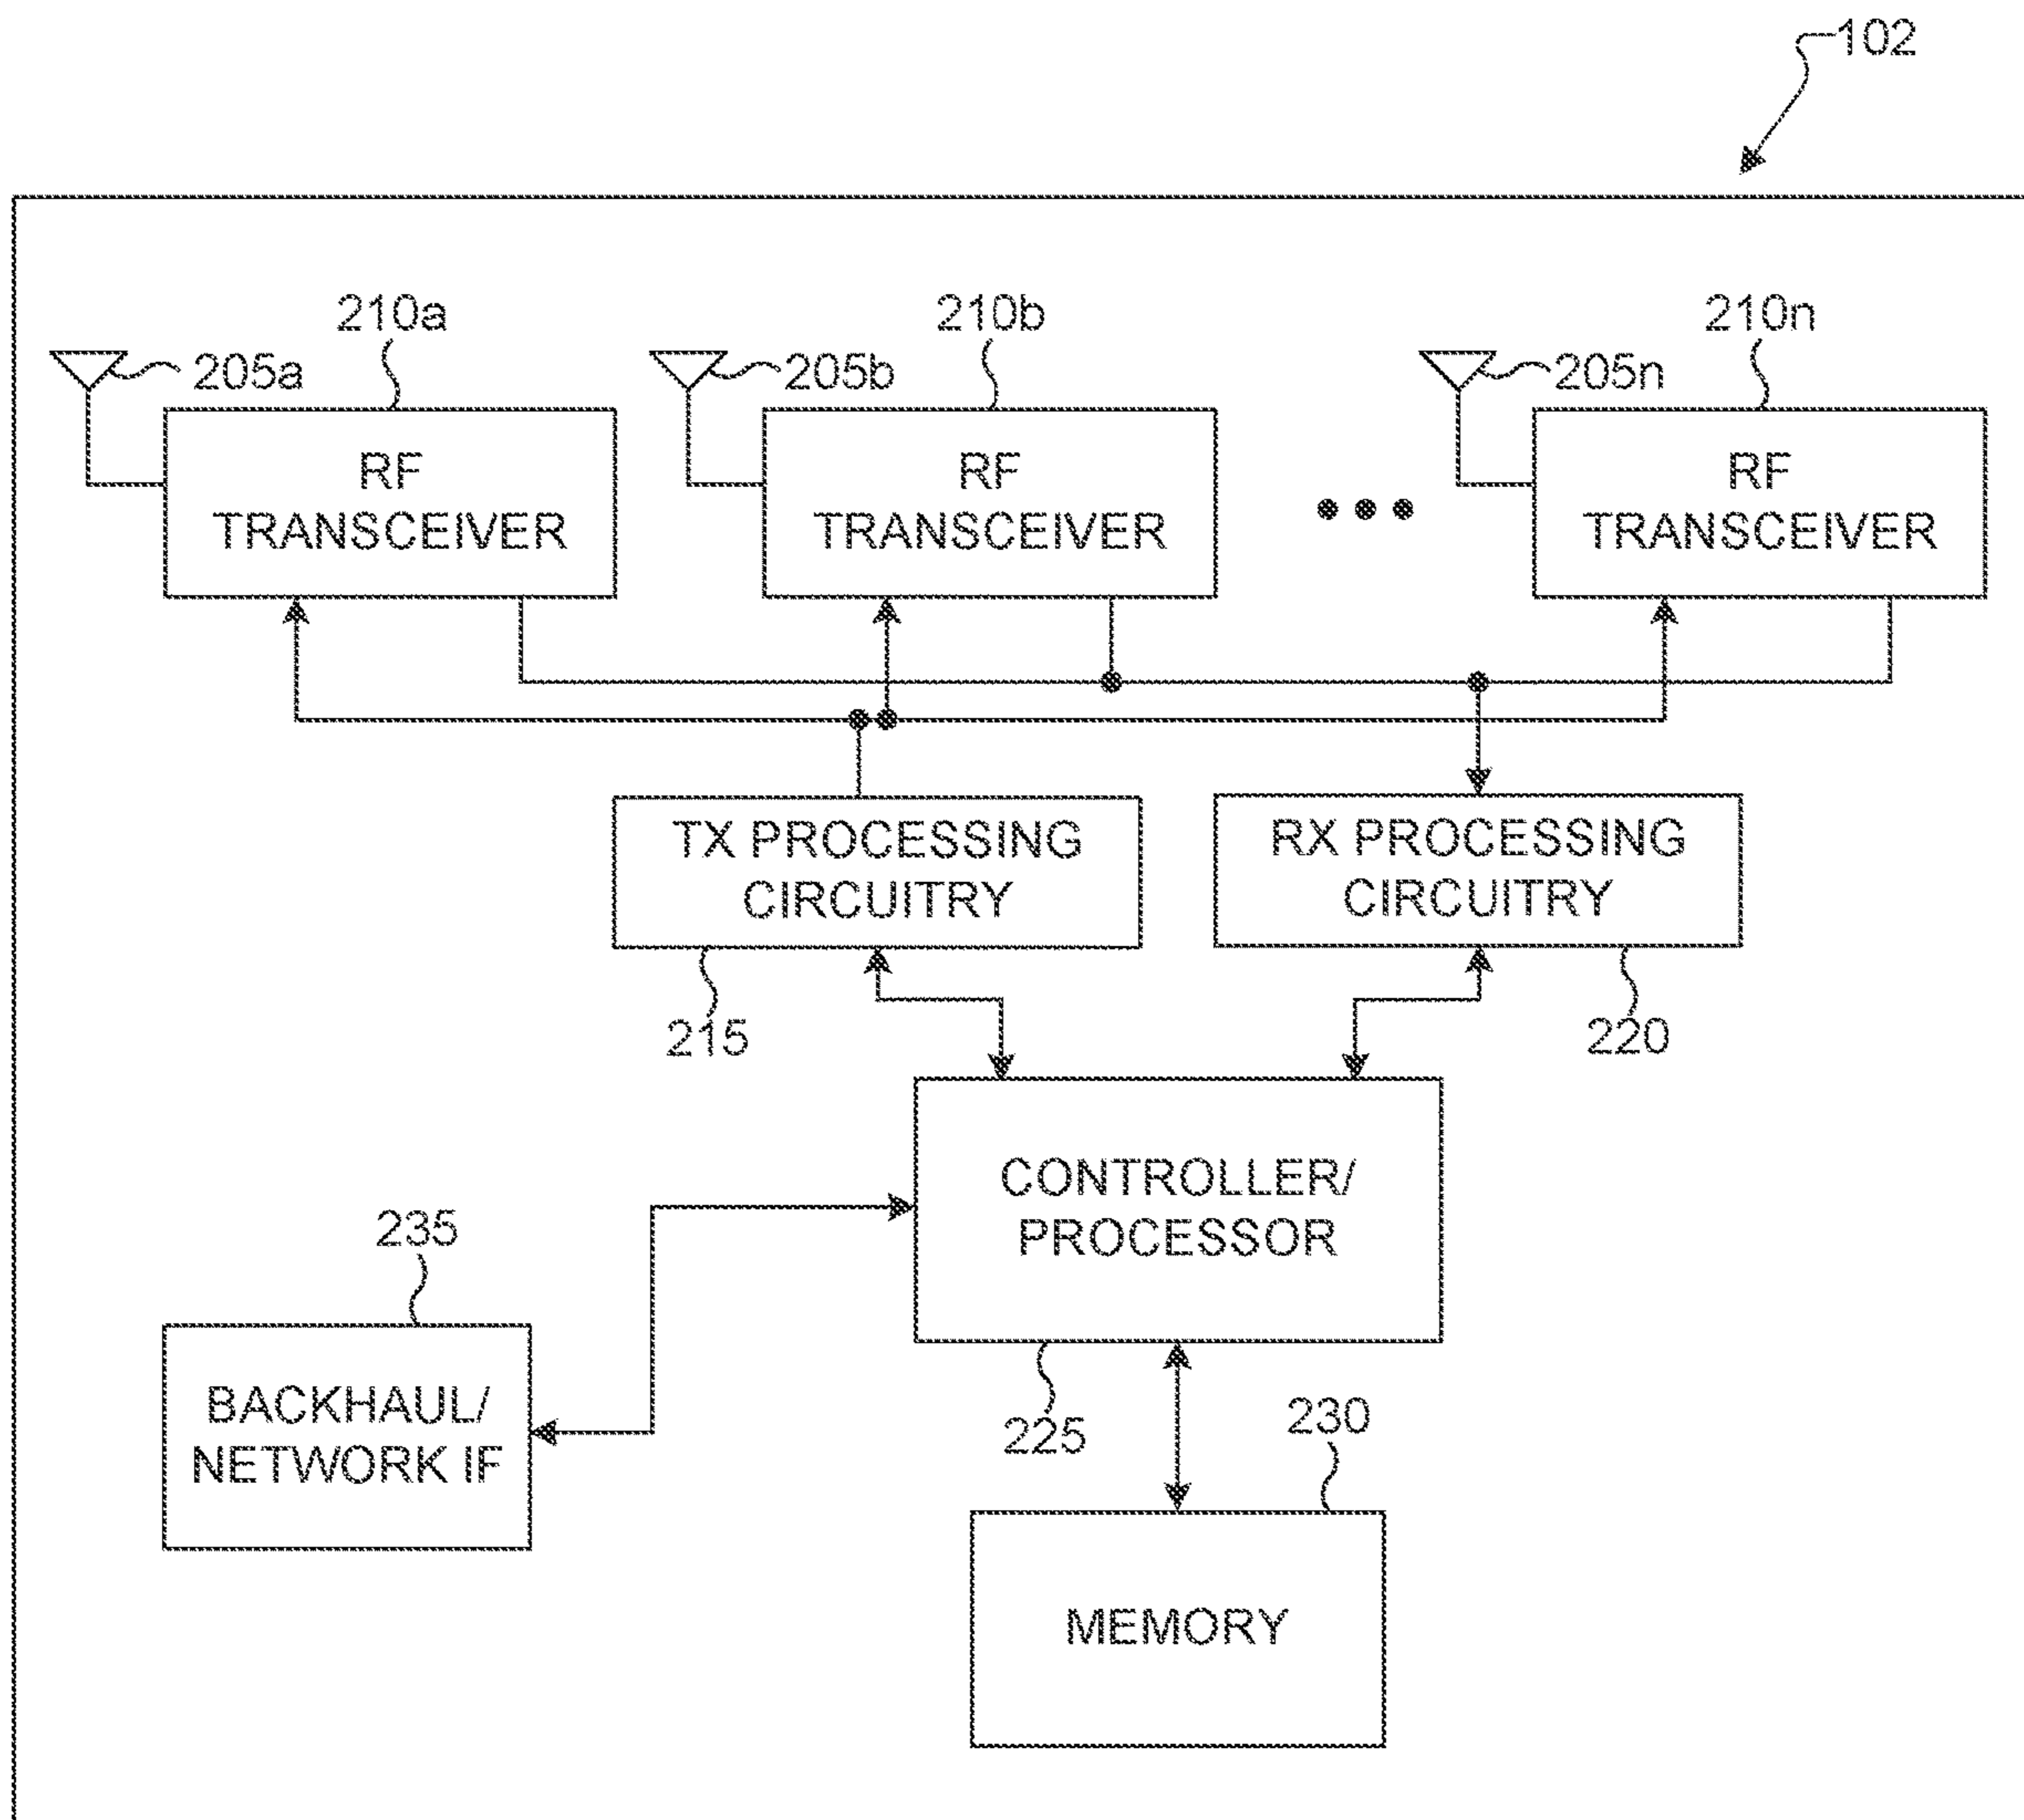 102
210a
210b
210n
205a
205b
205n
RF
TRANSCEIVER
RF
TRANSCEIVER
RF
TRANSCEIVER
TX PROCESSING
CIRCUITRY
RX PROCESSING
CIRCUITRY
215
220
CONTROLLER/
PROCESSOR
235
BACKHAUL/
NETWORK IF
225
230
MEMORY